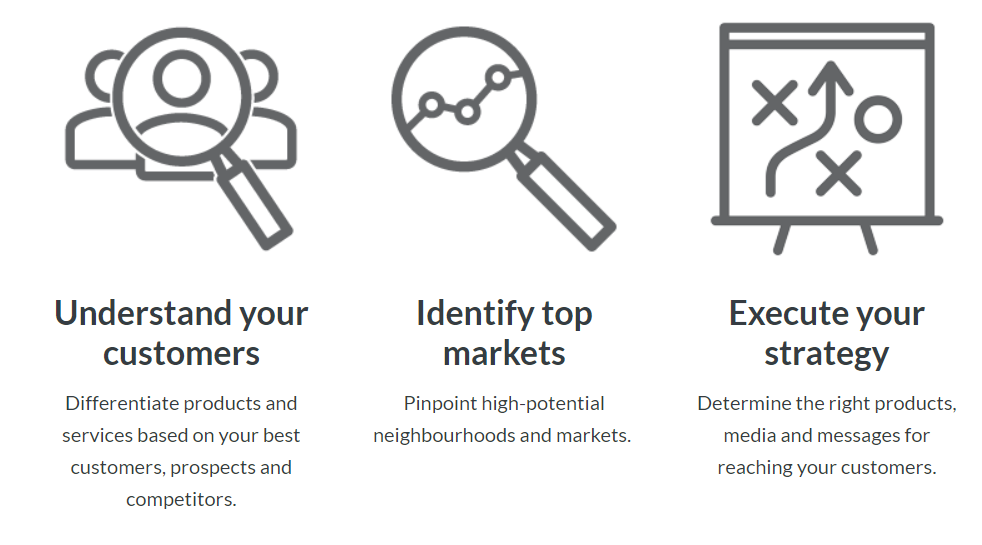 Understand your
customers
Differentiate products and
services based on your best
customers, prospects and
competitors.
Identify top
markets
Pinpoint high-potential
neighbourhoods and markets.
Execute your
strategy
Determine the right products,
media and messages for
reaching your customers.